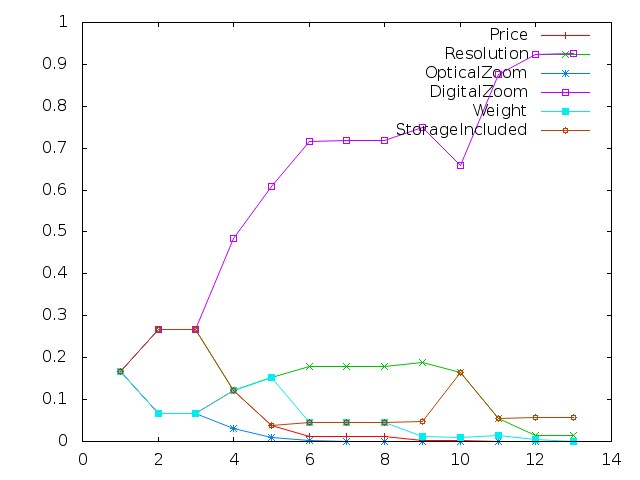 1
0.9
0.8
0.7
0.6
0.5
0.4
0.3
0.2
0.1
0
0 2 4 6 8 10 12 14
Price
Resolution
OpticalZoom
DigitalZoom
Weight
StorageIncluded